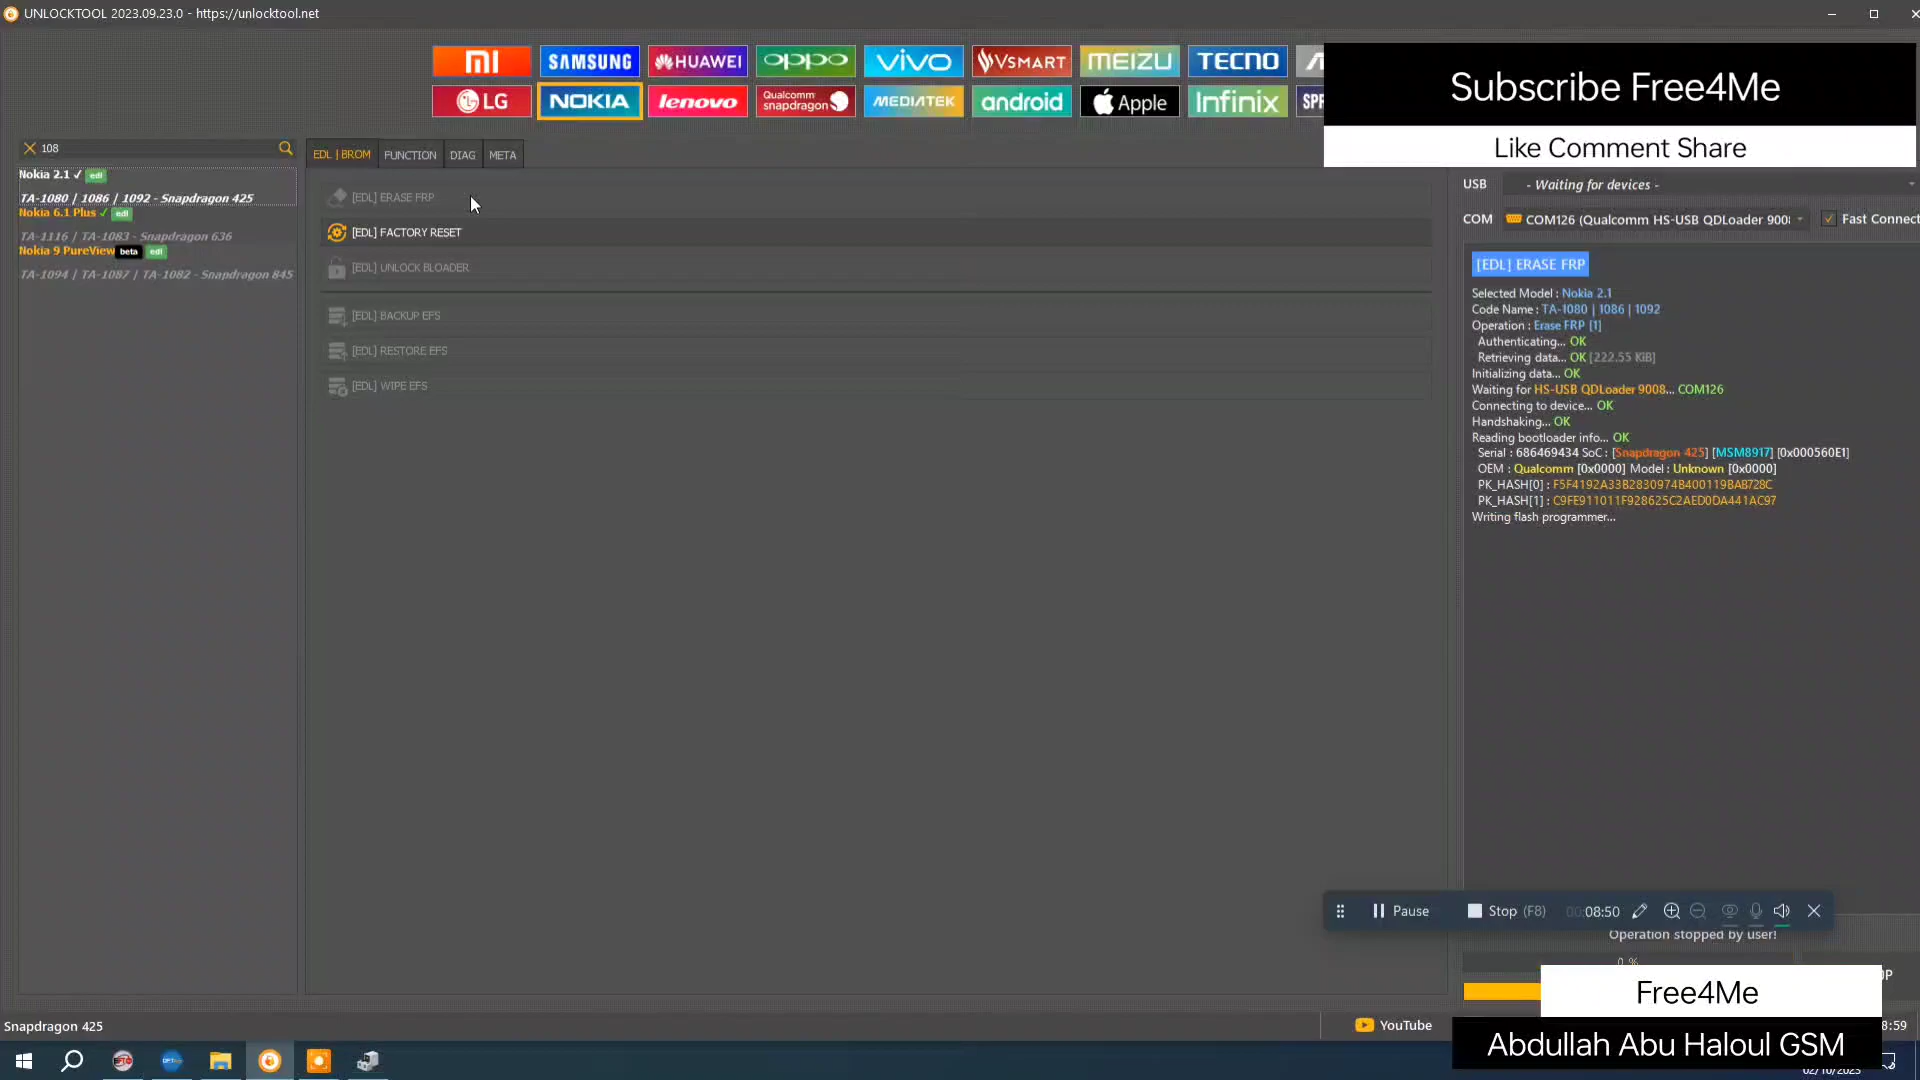 UNLOCKTOOL 2023.09.23.0 - https://unlocktool.net
mi SAMSUNG HUAWEI oppo vivo VSMART MEIZU TECNO
LG NOKIA lenovo Qualcomm snapdragon MEDIATEK android Apple Infinix SPR
Subscribe Free4Me
Like Comment Share
108
EDL | BROM FUNCTION DIAG META
Nokia 2.1 ✓ edl
TA-1080 | 1086 | 1092 - Snapdragon 425
Nokia 6.1 Plus ✓ edl
TA-1116 / TA-1083 - Snapdragon 636
Nokia 9 PureView beta edl
TA-1094 / TA-1087 / TA-1082 - Snapdragon 845
[EDL] ERASE FRP
[EDL] FACTORY RESET
[EDL] UNLOCK BLOADER
[EDL] BACKUP EFS
[EDL] RESTORE EFS
[EDL] WIPE EFS
USB - Waiting for devices -
COM COM126 (Qualcomm HS-USB QDLoader 900 Fast Connect
[EDL] ERASE FRP
Selected Model : Nokia 2.1
Code Name : TA-1080 | 1086 | 1092
Operation : Erase FRP [1]
Authenticating... OK
Retrieving data... OK [222.55 KiB]
Initializing data... OK
Waiting for HS-USB QDLoader 9008... COM126
Connecting to device... OK
Handshaking... OK
Reading bootloader info... OK
Serial : 686469434 SoC : [Snapdragon 425] [MSM8917] [0x000560E1]
OEM : Qualcomm [0x0000] Model : Unknown [0x0000]
PK_HASH[0] : F5F4192A33B2830974B400119BAB728C
PK_HASH[1] : C9FE911011F928625C2AED0DA441AC97
Writing flash programmer...
Pause Stop (F8) 00:08:50
Operation stopped by user!
0 %
Free4Me
Abdullah Abu Haloul GSM
Snapdragon 425
YouTube
8:59
02/10/2023